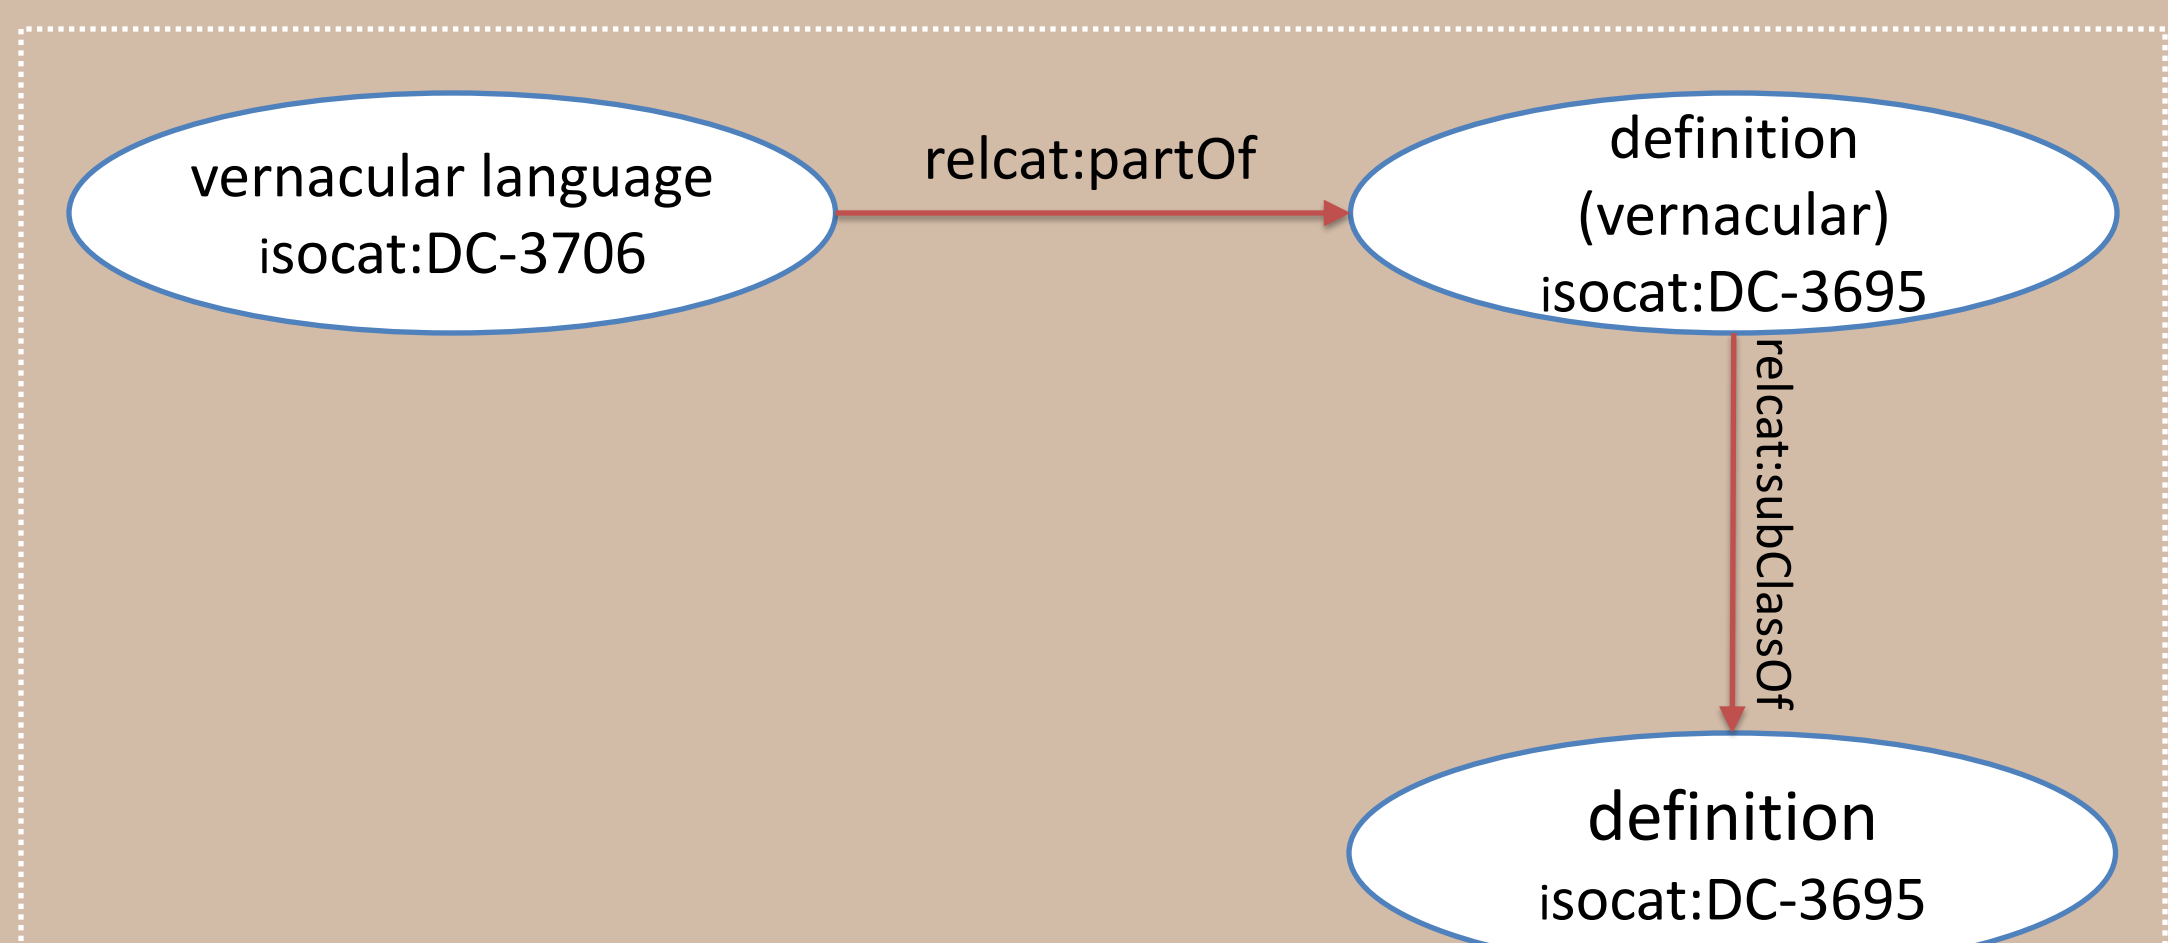 vernacular language
isocat:DC-3706
relcat:partOf
definition
(vernacular)
isocat:DC-3695
relcat:subClassOf
definition
isocat:DC-3695